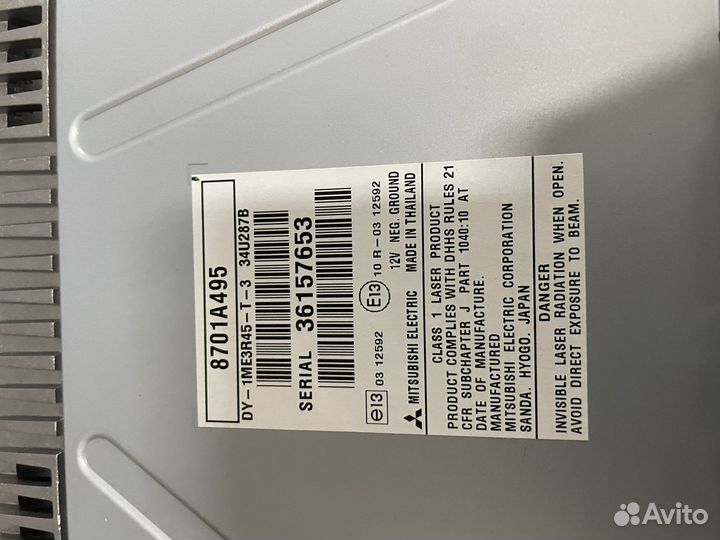 8701A495
DY-1ME3R45-T-3 34U287B
SERIAL 36157653
e13 03 12592
E13 10 R-03 12592
12V NEG. GROUND
MITSUBISHI ELECTRIC MADE IN THAILAND
CLASS 1 LASER PRODUCT
PRODUCT COMPLIES WITH DHHS RULES 21
CFR SUBCHAPTER J PART 1040:10 AT
DATE OF MANUFACTURE.
MANUFACTURED
MITSUBISHI ELECTRIC CORPORATION
SANDA, HYOGO, JAPAN
DANGER
INVISIBLE LASER RADIATION WHEN OPEN.
AVOID DIRECT EXPOSURE TO BEAM.
Avito